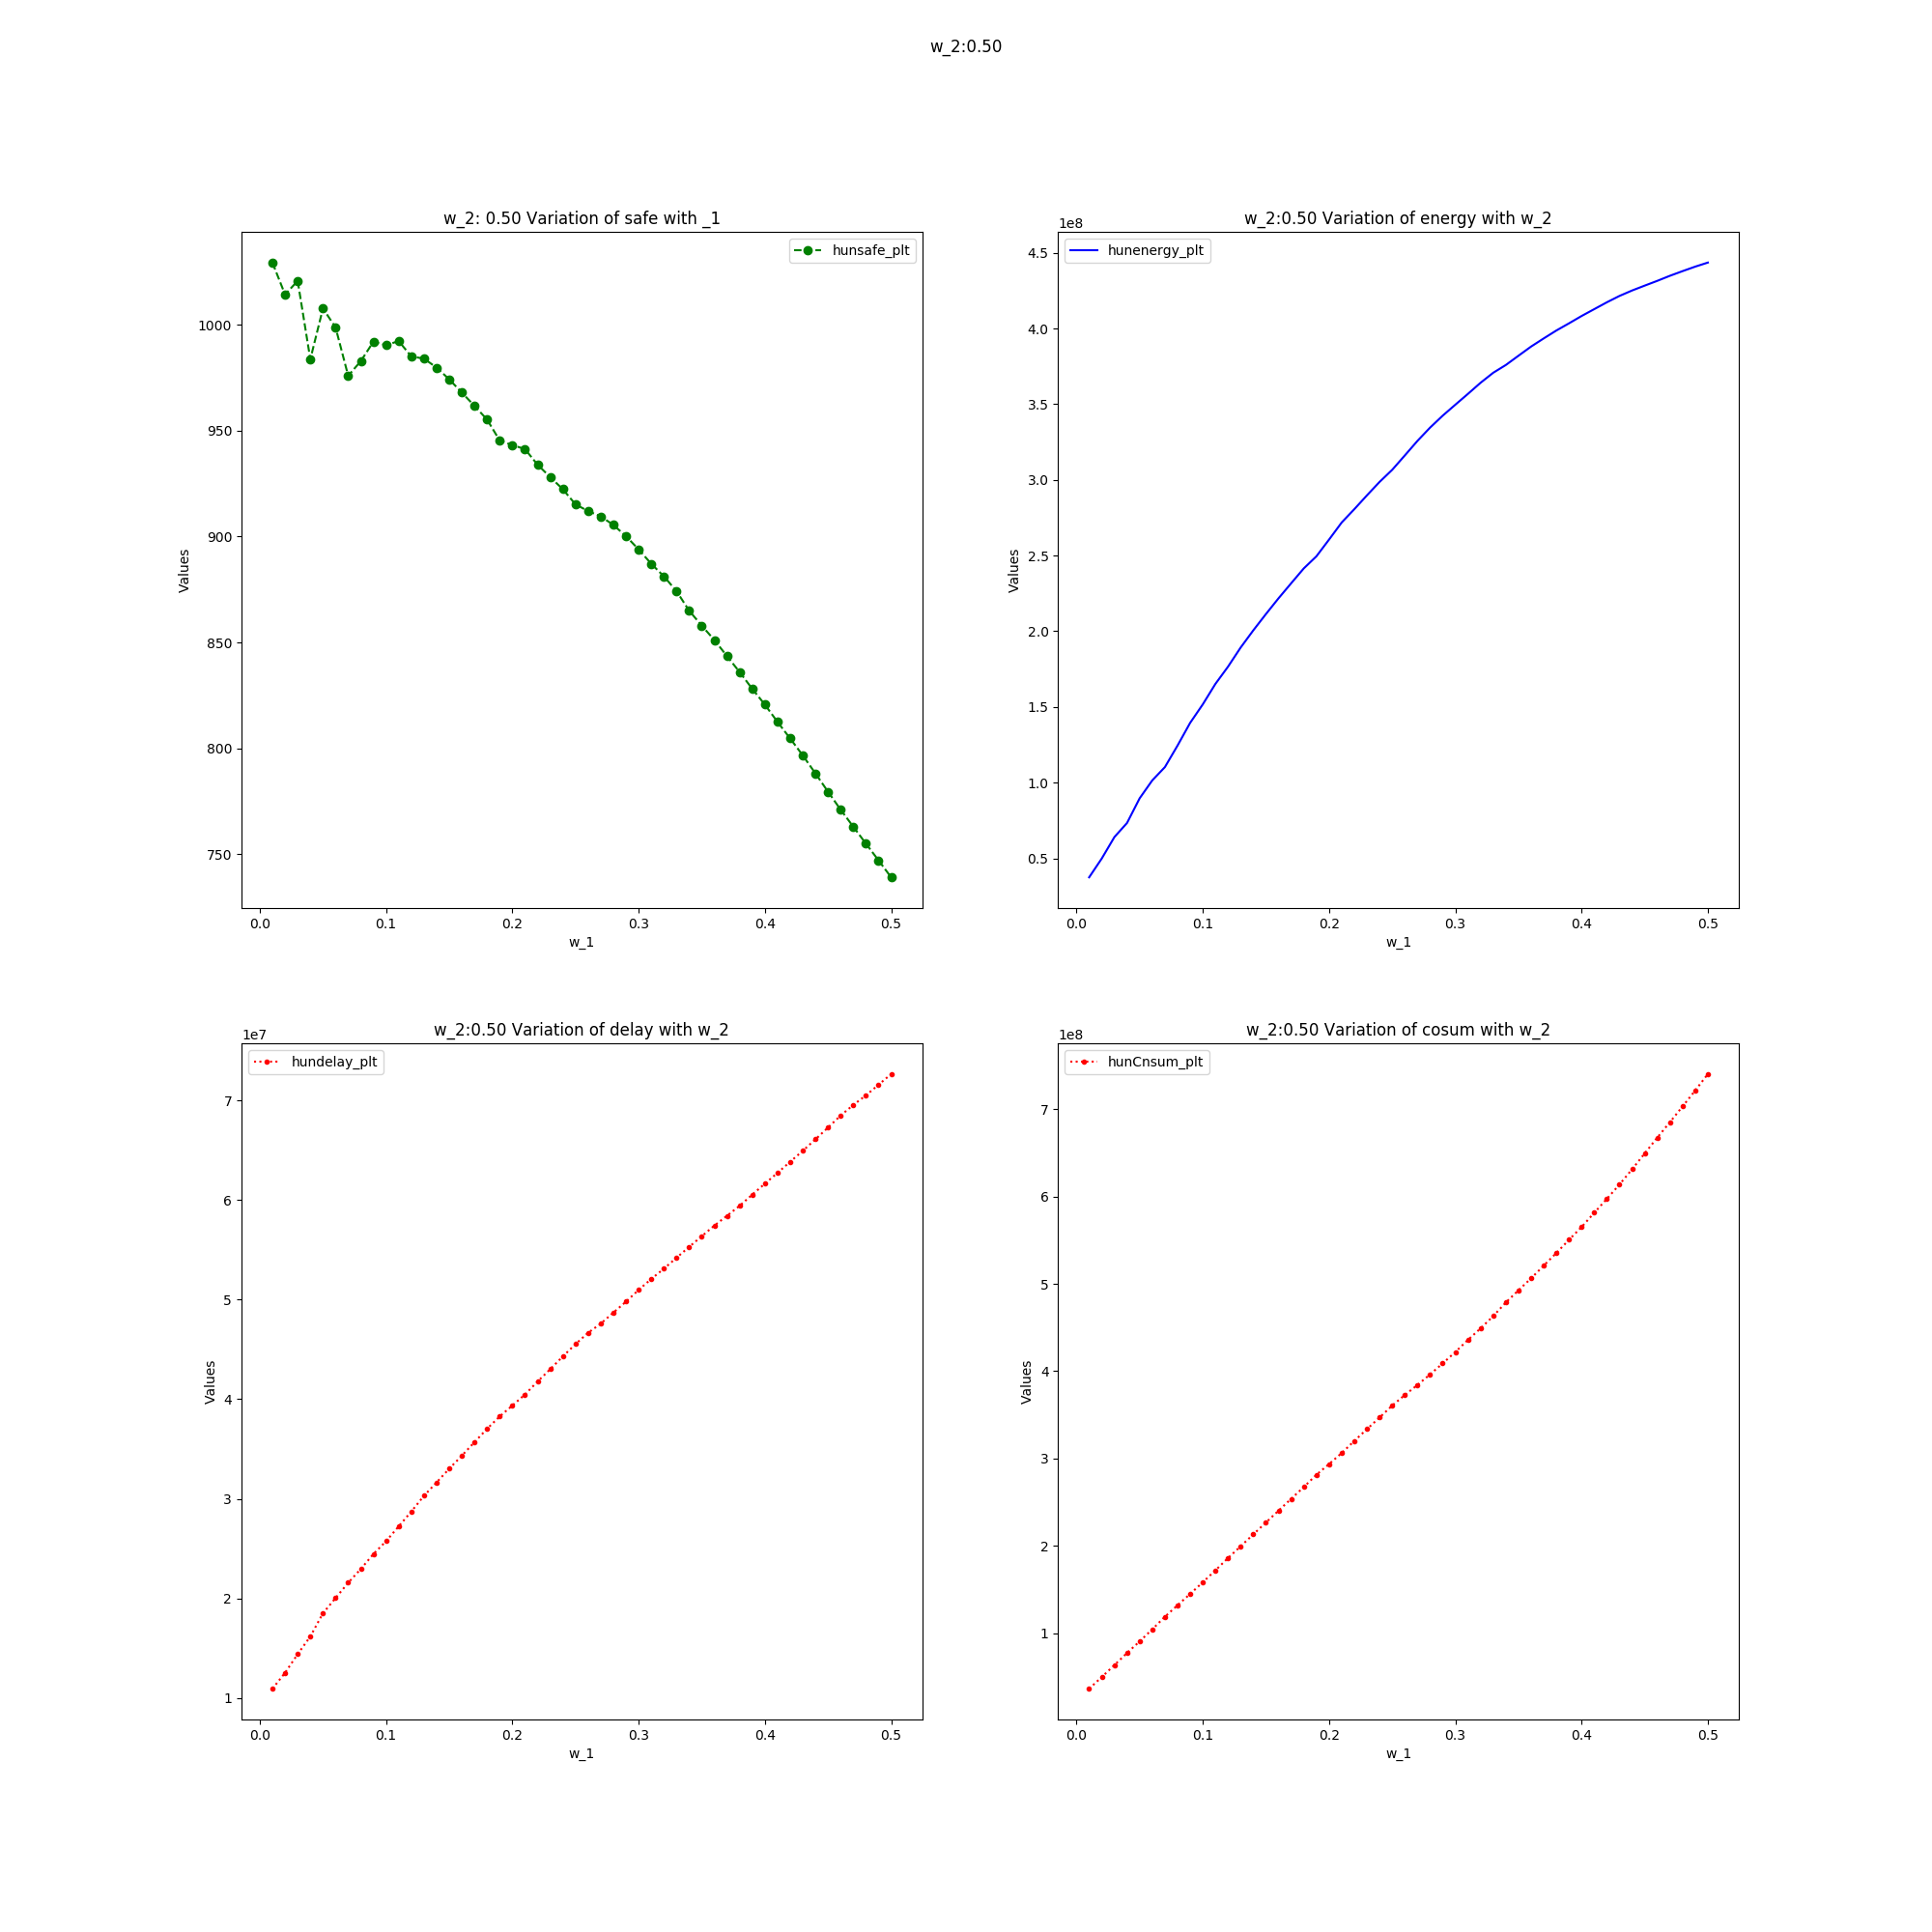 w_2:0.50
w_2: 0.50 Variation of safe with _1
hunsafe_plt
Values
1000
950
900
850
800
750
0.0 0.1 0.2 0.3 0.4 0.5
w_1
w_2:0.50 Variation of energy with w_2
1e8
hunenergy_plt
Values
4.5
4.0
3.5
3.0
2.5
2.0
1.5
1.0
0.5
0.0 0.1 0.2 0.3 0.4 0.5
w_1
w_2:0.50 Variation of delay with w_2
1e7
hundelay_plt
Values
7
6
5
4
3
2
1
0.0 0.1 0.2 0.3 0.4 0.5
w_1
w_2:0.50 Variation of cosum with w_2
1e8
hunCnsum_plt
Values
7
6
5
4
3
2
1
0.0 0.1 0.2 0.3 0.4 0.5
w_1